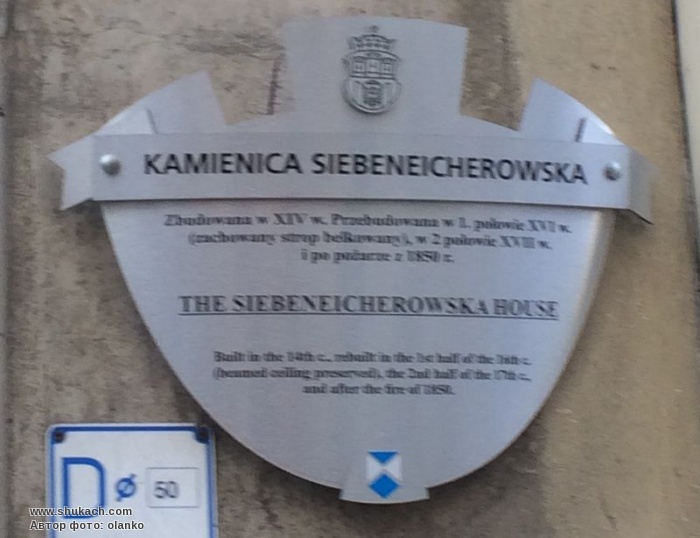 KAMIENICA SIEBENEICHEROWSKA
Zbudowana w XIV w. Przebudowana w 1. połowie XVI w.
(zachowany strop belkowany), w 2 połowie XVII w.
i po pożarze z 1850 r.
THE SIEBENEICHEROWSKA HOUSE
Built in the 14th c., rebuilt in the 1st half of the 16th c.
(beamed ceiling preserved), the 2nd half of the 17th c.,
and after the fire of 1850.
D ø 50
www.shukach.com
Автор фото: olanko